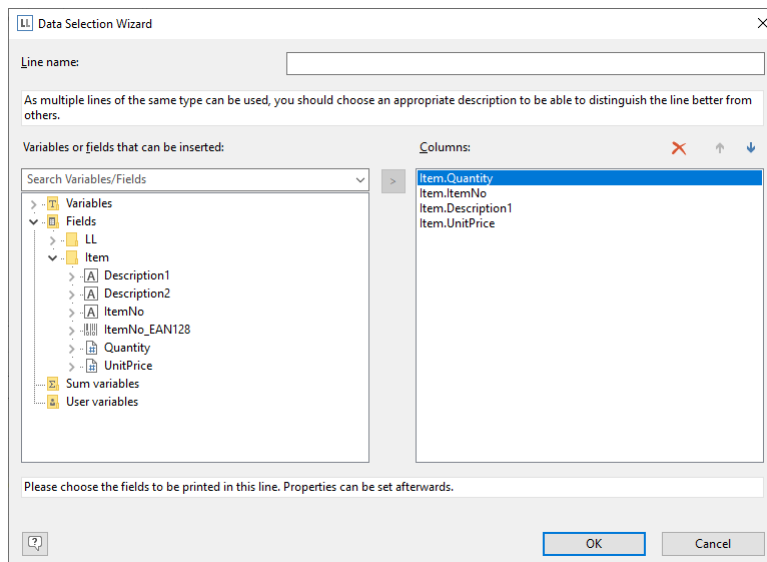 LL Data Selection Wizard
Line name:
As multiple lines of the same type can be used, you should choose an appropriate description to be able to distinguish the line better from
others.
Variables or fields that can be inserted:
Columns:
Search Variables/Fields
>
Item.Quantity
Item.ItemNo
Item.Description1
Item.UnitPrice
T Variables
Fields
LL
Item
A Description1
A Description2
A ItemNo
ItemNo_EAN128
# Quantity
# UnitPrice
Σ Sum variables
User variables
Please choose the fields to be printed in this line. Properties can be set afterwards.
?
OK
Cancel